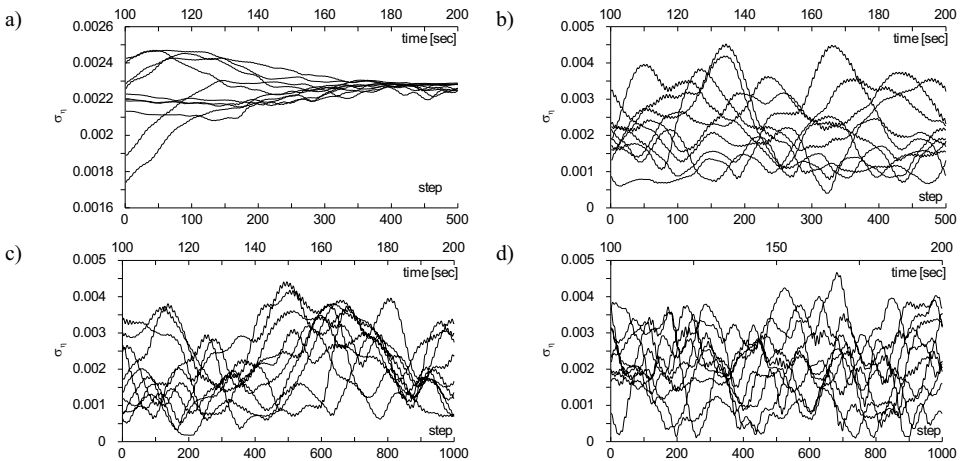 a)
100 120 140 160 180 200
0.0026
0.0024
0.0022
0.002
0.0018
0.0016
σ_η
time [sec]
step
0 100 200 300 400 500
b)
100 120 140 160 180 200
0.005
0.004
0.003
0.002
0.001
0
σ_η
time [sec]
step
0 100 200 300 400 500
c)
100 120 140 160 180 200
0.005
0.004
0.003
0.002
0.001
0
σ_η
time [sec]
step
0 200 400 600 800 1000
d)
100 150 200
0.005
0.004
0.003
0.002
0.001
0
σ_η
time [sec]
step
0 200 400 600 800 1000